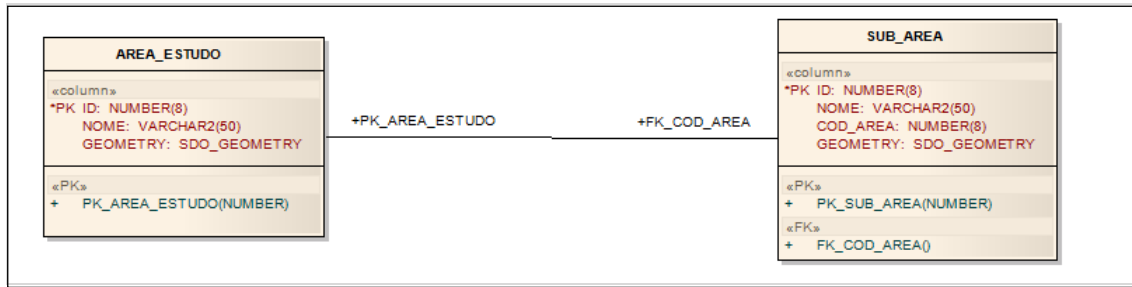 AREA_ESTUDO
«column»
*PK ID: NUMBER(8)
NOME: VARCHAR2(50)
GEOMETRY: SDO_GEOMETRY
«PK»
+ PK_AREA_ESTUDO(NUMBER)
+PK_AREA_ESTUDO
+FK_COD_AREA
SUB_AREA
«column»
*PK ID: NUMBER(8)
NOME: VARCHAR2(50)
COD_AREA: NUMBER(8)
GEOMETRY: SDO_GEOMETRY
«PK»
+ PK_SUB_AREA(NUMBER)
«FK»
+ FK_COD_AREA()